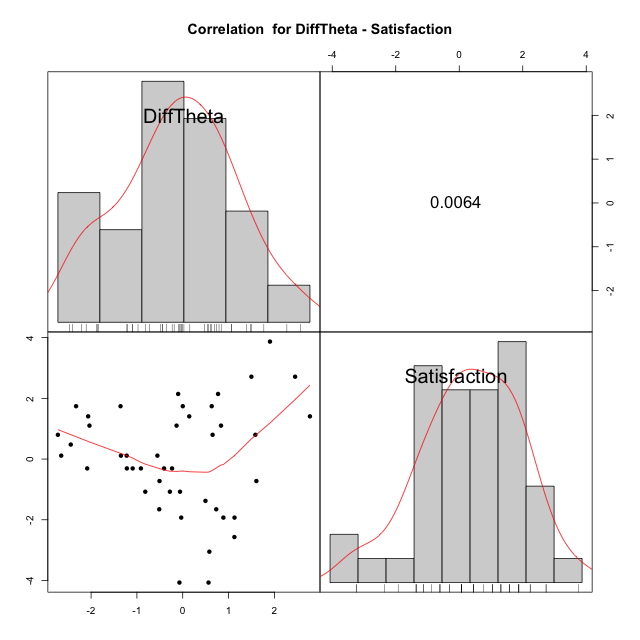 Correlation for DiffTheta - Satisfaction
-4 -2 0 2 4
DiffTheta
2
1
0
-1
-2
0.0064
4
2
0
-2
-4
Satisfaction
-2 -1 0 1 2